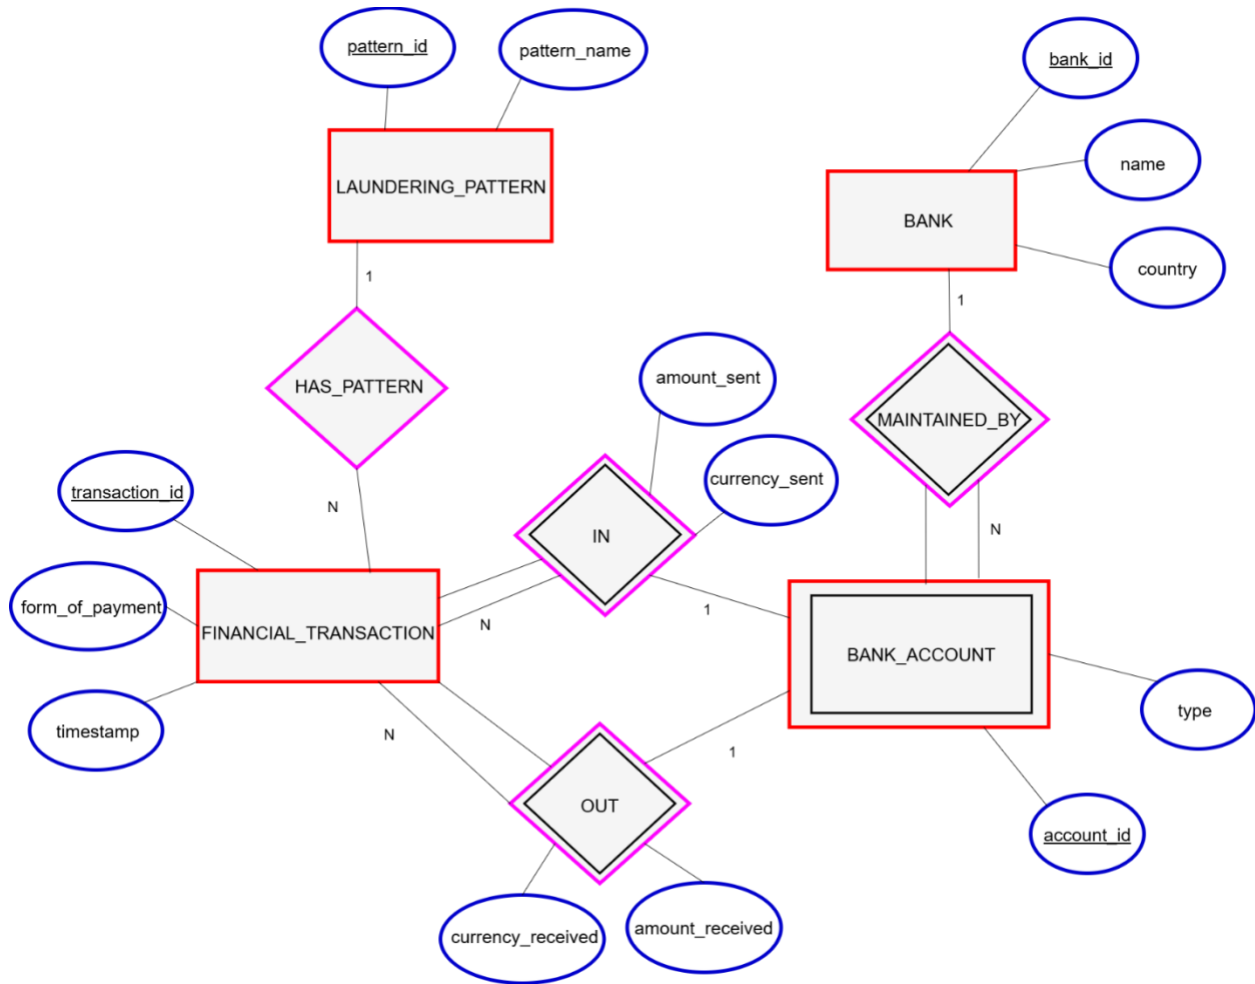 pattern_id
pattern_name
bank_id
name
LAUNDERING_PATTERN
BANK
country
1
1
HAS_PATTERN
amount_sent
MAINTAINED_BY
transaction_id
currency_sent
N
IN
N
form_of_payment
FINANCIAL_TRANSACTION
N
1
BANK_ACCOUNT
type
timestamp
N
1
OUT
account_id
currency_received
amount_received